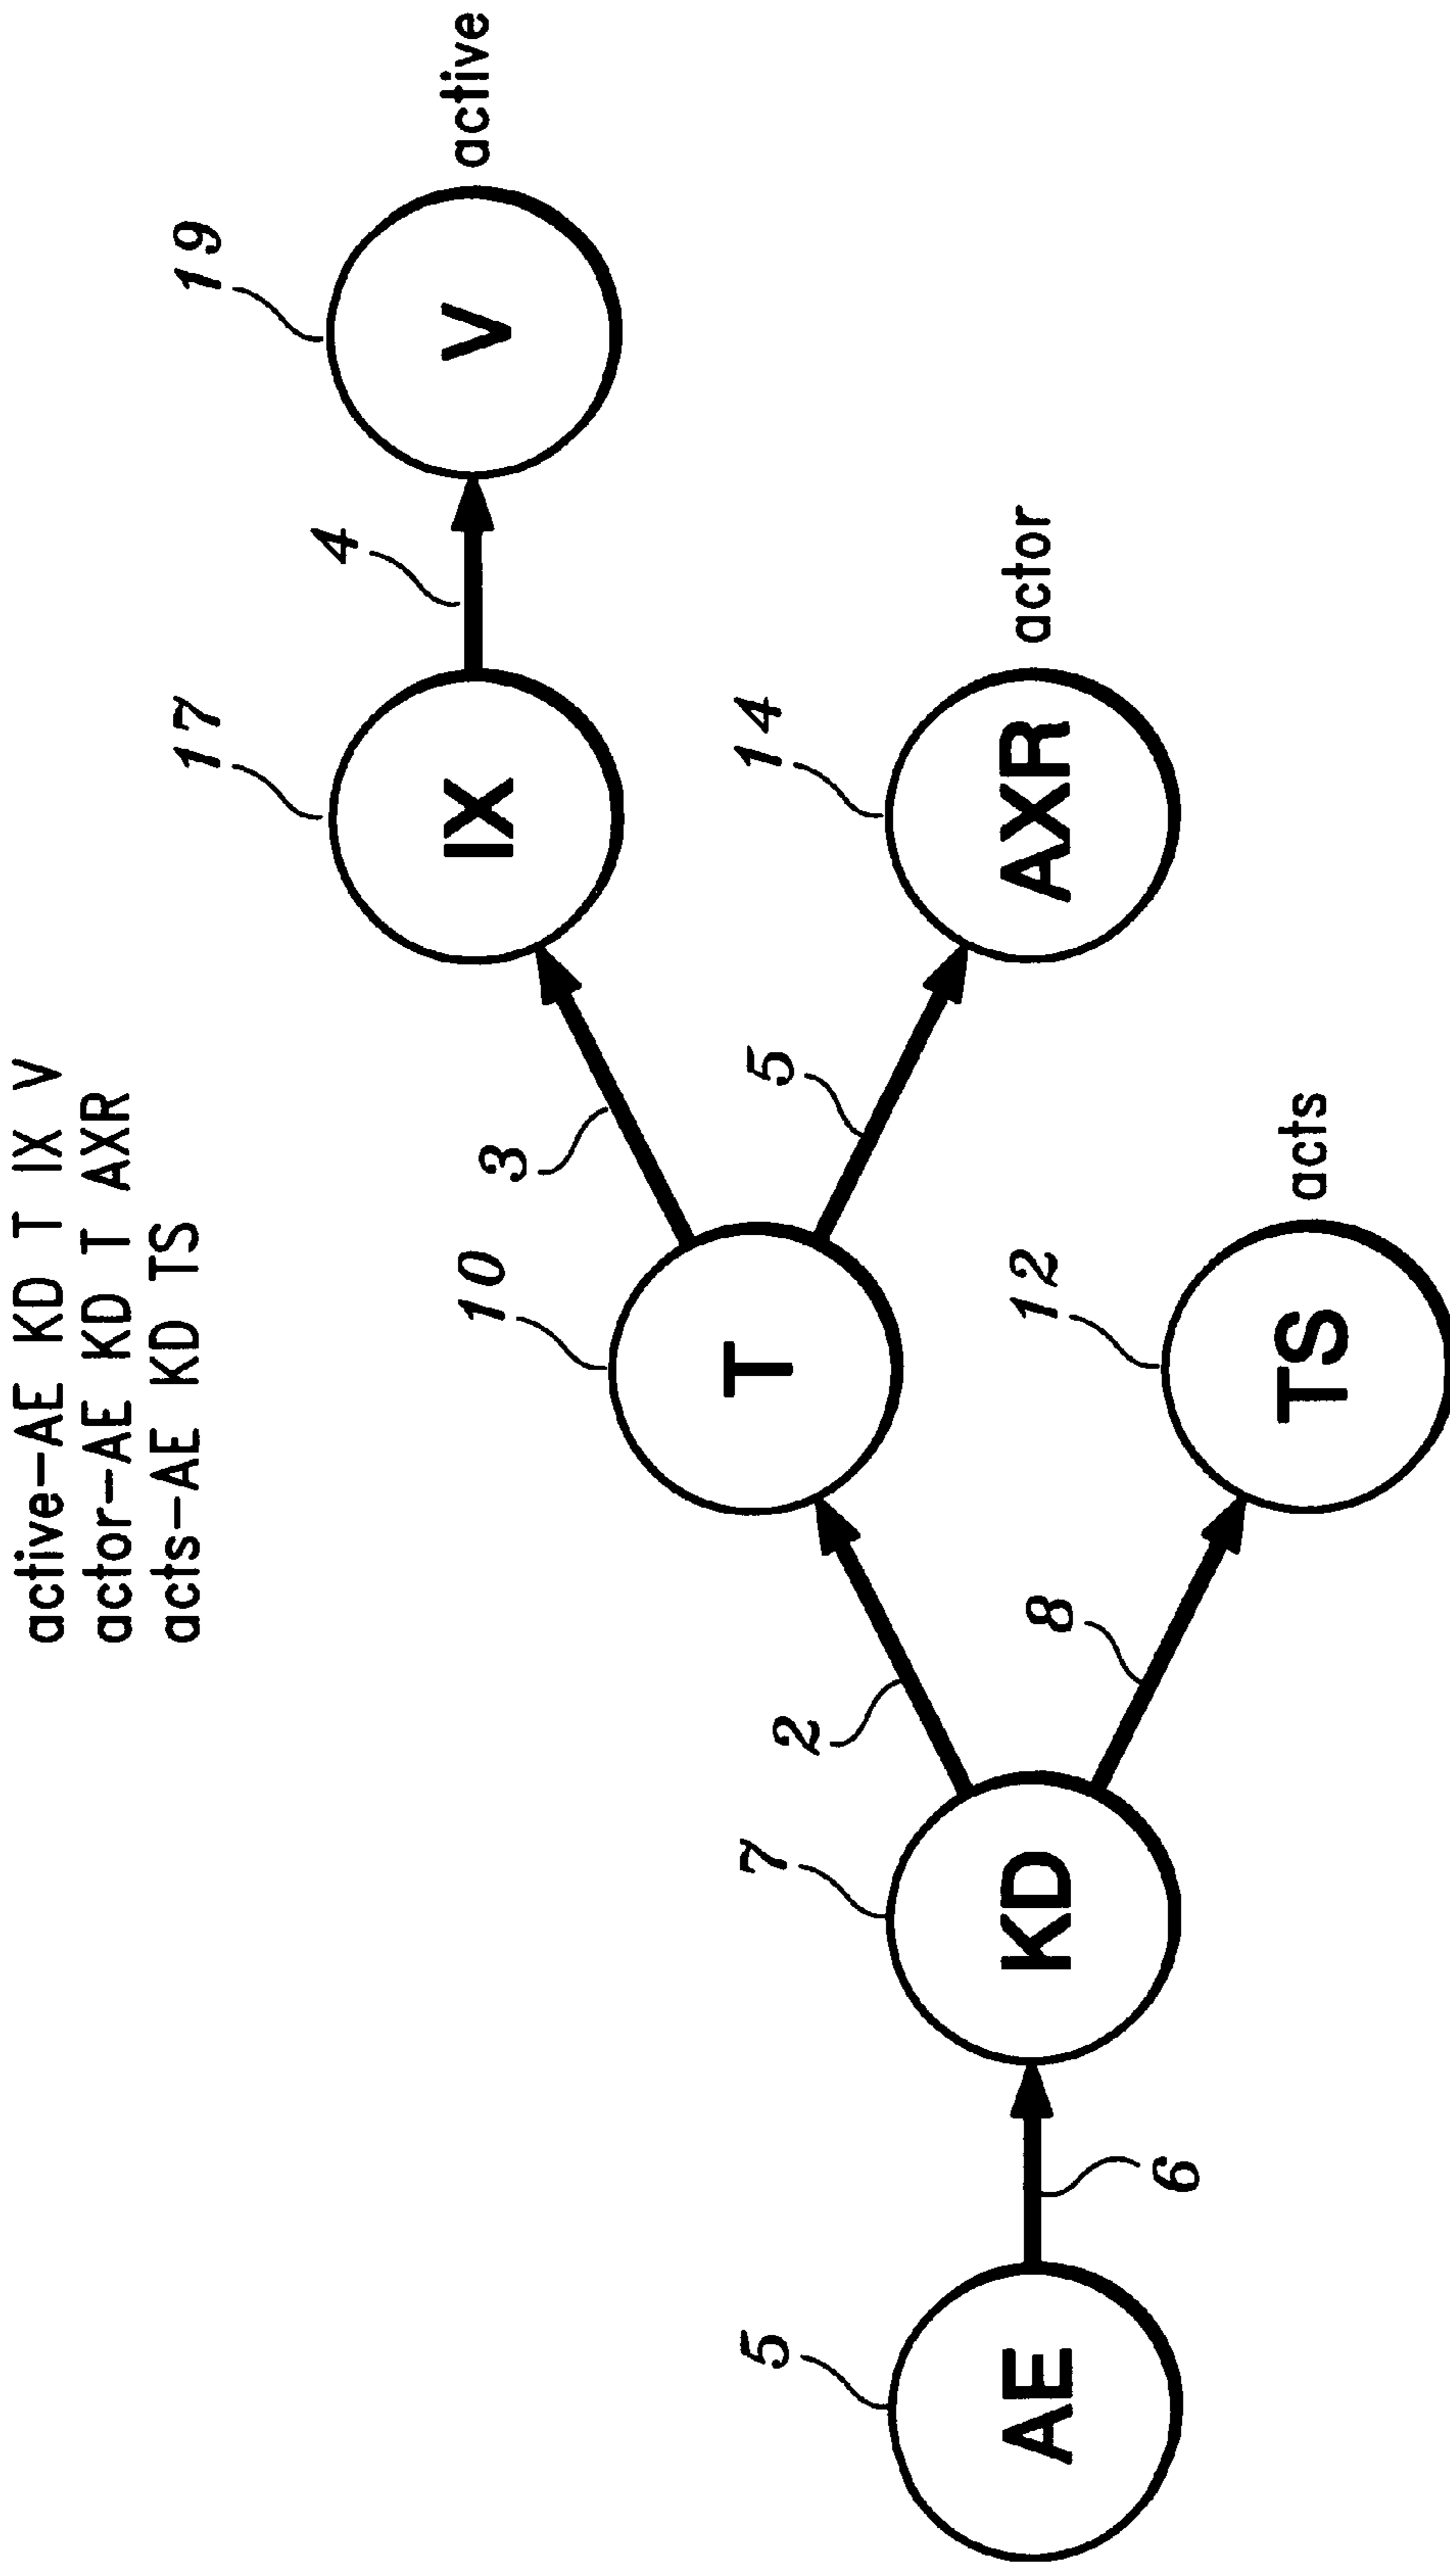 active-AE KD T IX V
actor-AE KD T AXR
acts-AE KD TS
19
17
4
V
active
IX
10
3
14
5
T
AXR
actor
7
2
12
5
8
AE
KD
6
TS
acts